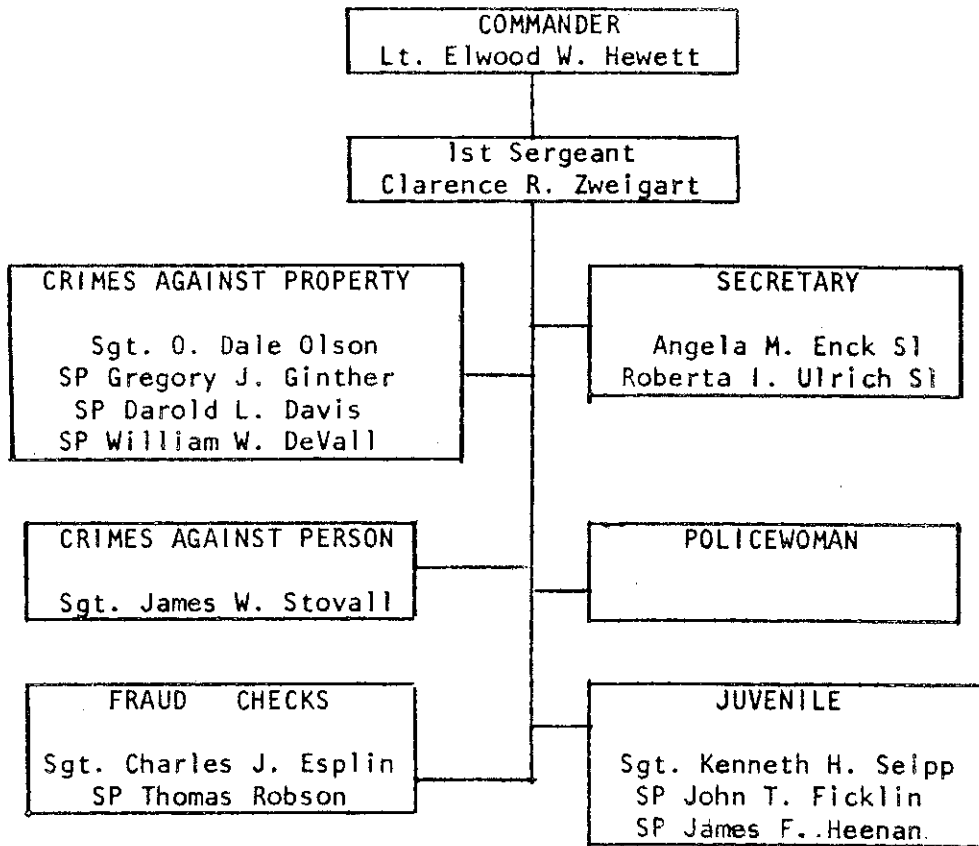 COMMANDER
Lt. Elwood W. Hewett
1st Sergeant
Clarence R. Zweigart
CRIMES AGAINST PROPERTY
Sgt. O. Dale Olson
SP Gregory J. Ginther
SP Darold L. Davis
SP William W. DeVall
SECRETARY
Angela M. Enck S1
Roberta I. Ulrich S1
CRIMES AGAINST PERSON
Sgt. James W. Stovall
POLICEWOMAN
FRAUD CHECKS
Sgt. Charles J. Esplin
SP Thomas Robson
JUVENILE
Sgt. Kenneth H. Seipp
SP John T. Ficklin
SP James F. Heenan